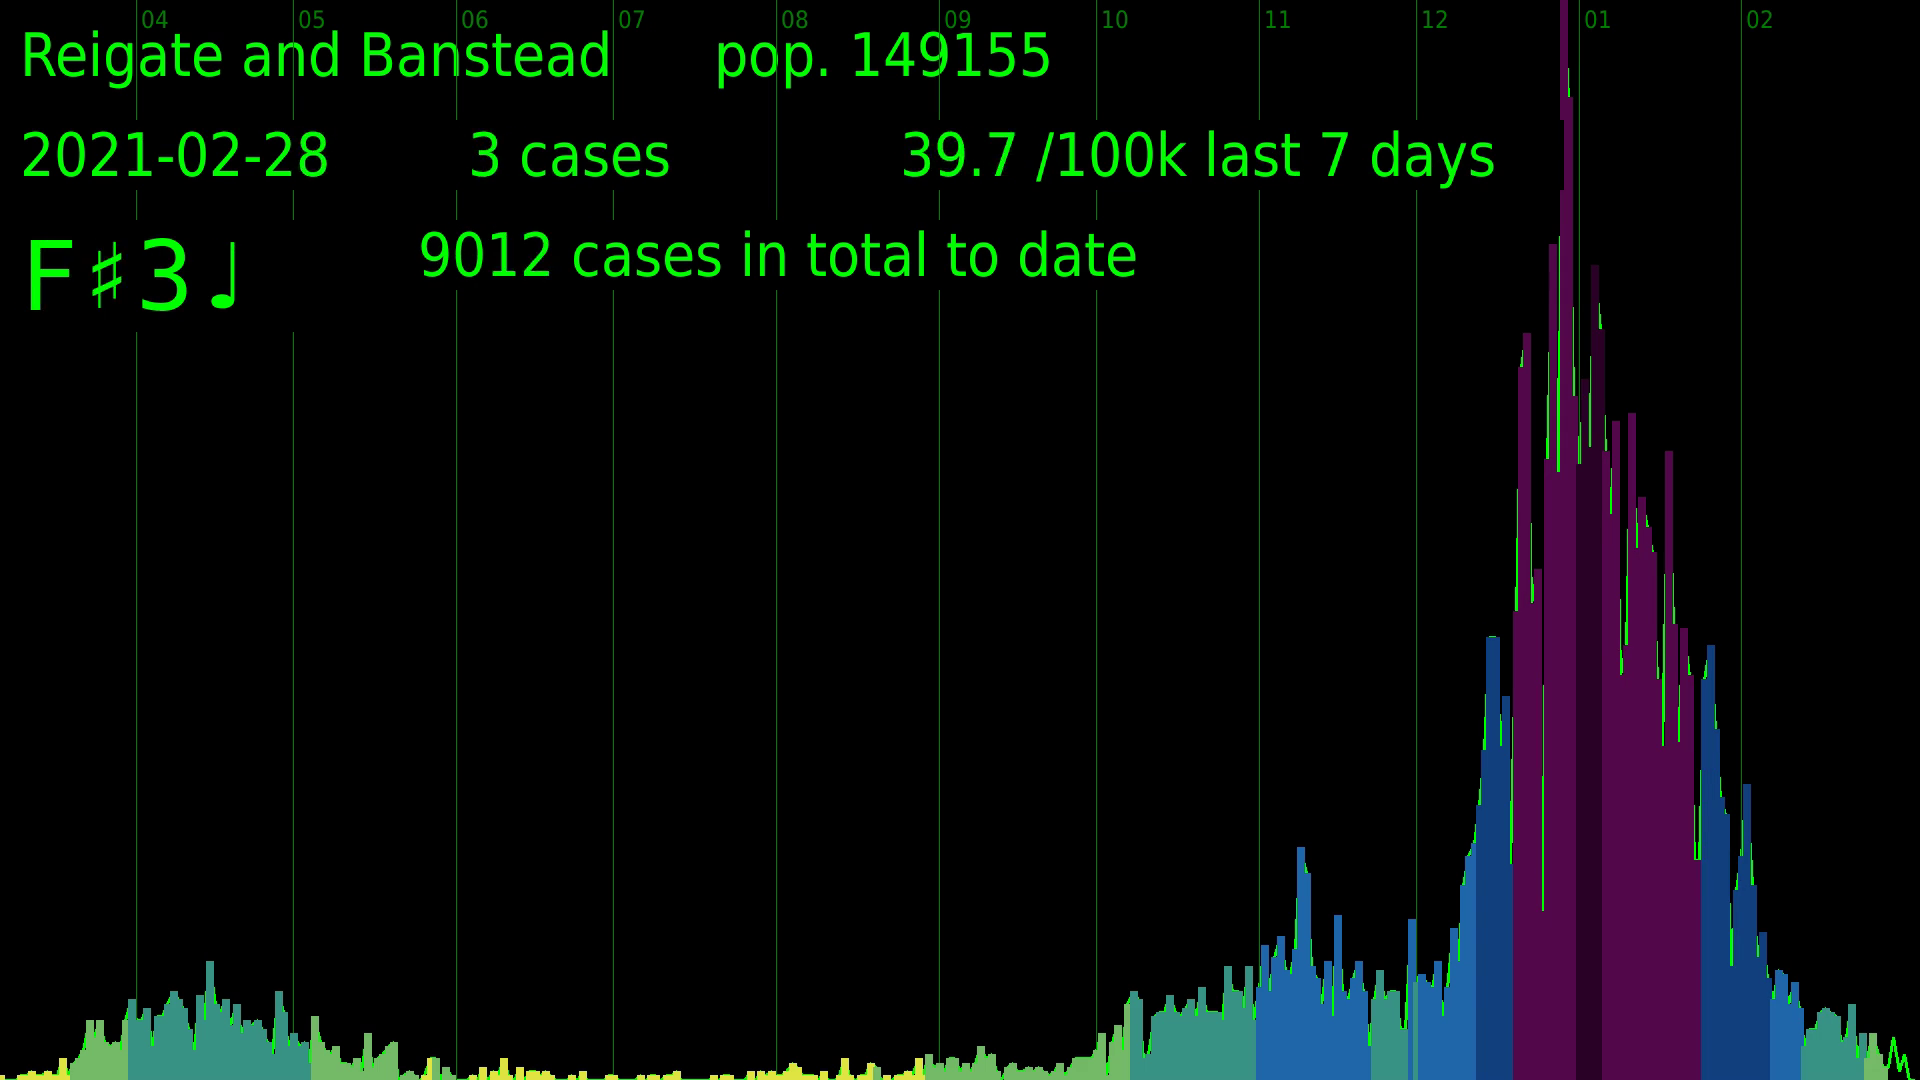 04 05 06 07 08 09 10 11 12 01 02
Reigate and Banstead pop. 149155
2021-02-28 3 cases 39.7 /100k last 7 days
F♯3♩ 9012 cases in total to date